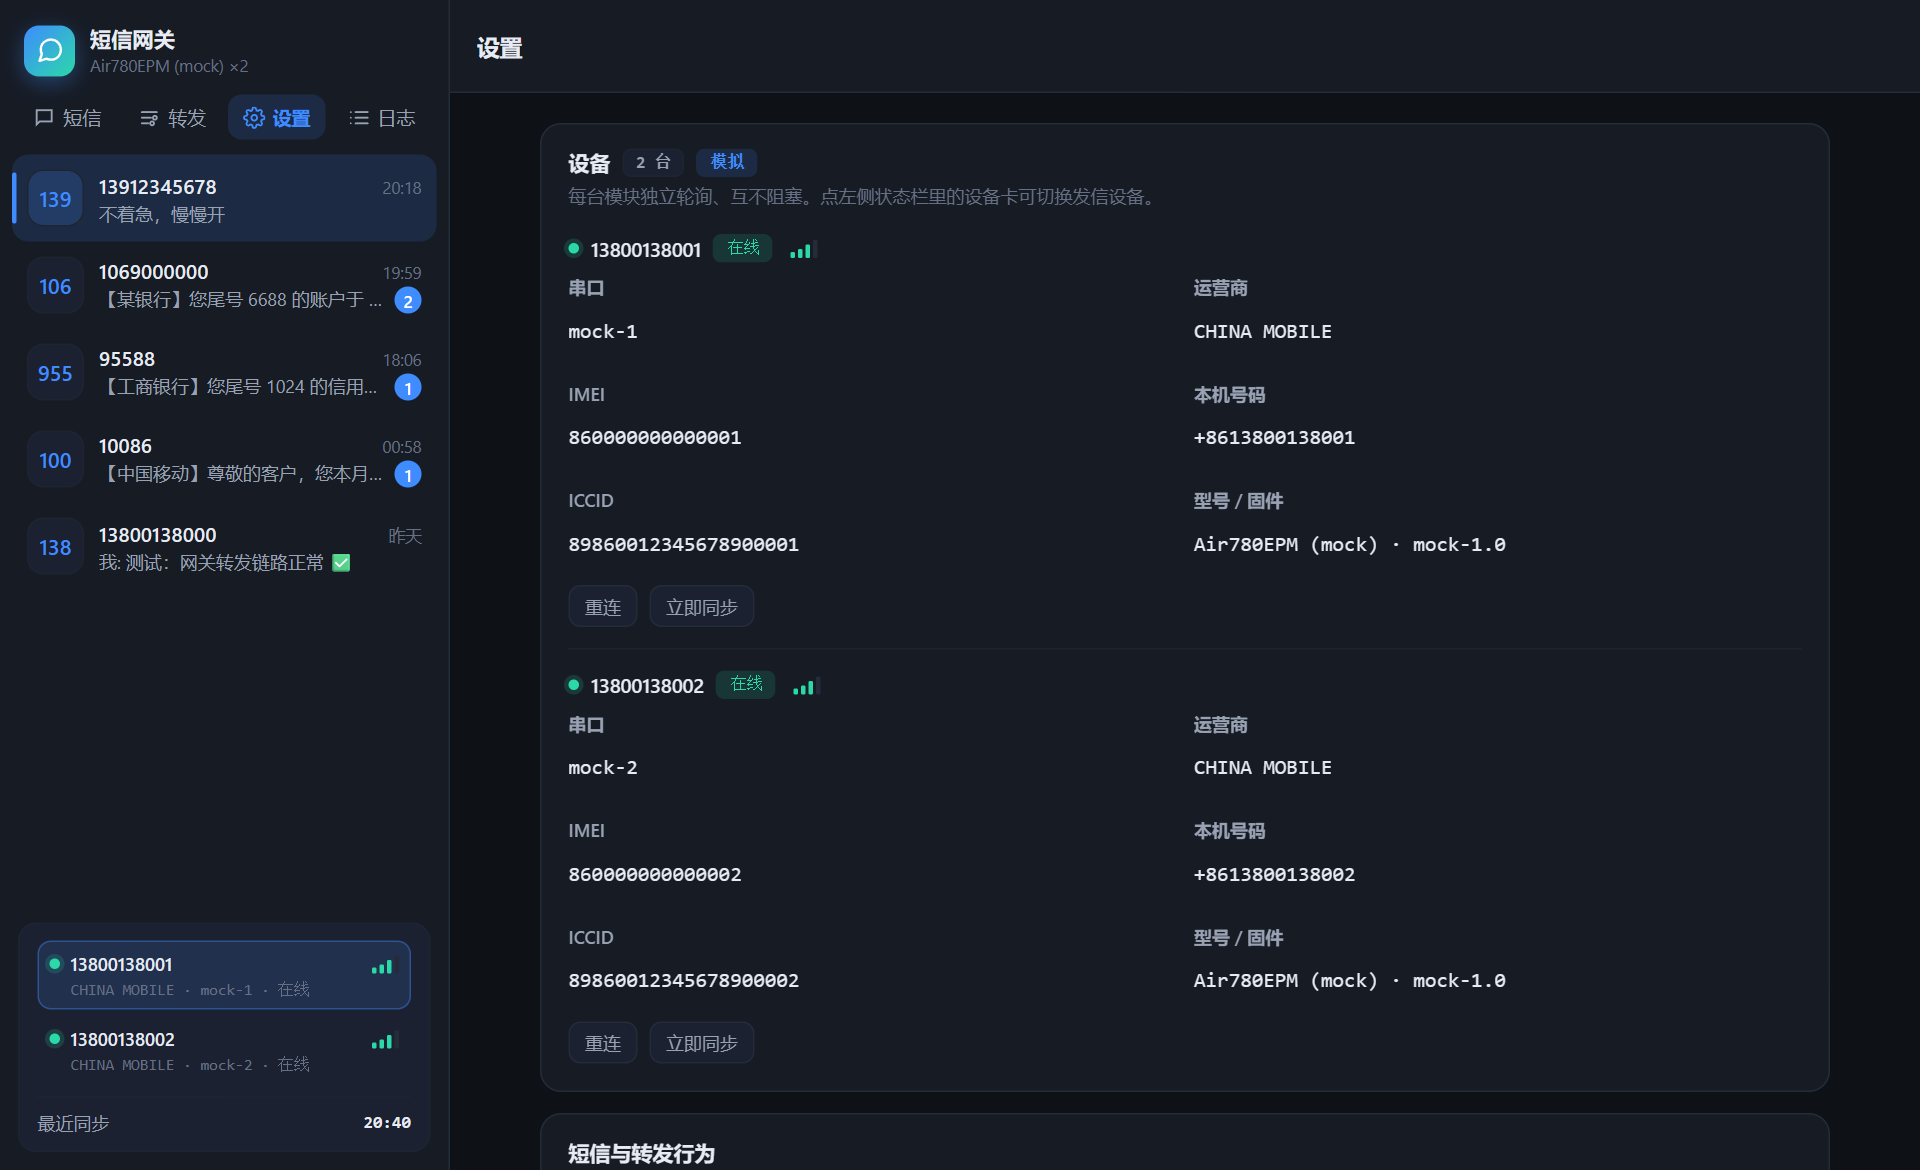 短信网关
Air780EPM (mock) ×2
短信
转发
设置
日志
139
13912345678
20:18
不着急，慢慢开
106
1069000000
19:59
【某银行】您尾号 6688 的账户于 ...
2
955
95588
18:06
【工商银行】您尾号 1024 的信用...
1
100
10086
00:58
【中国移动】尊敬的客户，您本月...
1
138
13800138000
昨天
我: 测试：网关转发链路正常 ✅
13800138001
CHINA MOBILE · mock-1 · 在线
13800138002
CHINA MOBILE · mock-2 · 在线
最近同步
20:40
设置
设备
2 台
模拟
每台模块独立轮询、互不阻塞。点左侧状态栏里的设备卡可切换发信设备。
13800138001
在线
串口
运营商
mock-1
CHINA MOBILE
IMEI
本机号码
860000000000001
+8613800138001
ICCID
型号 / 固件
89860012345678900001
Air780EPM (mock) · mock-1.0
重连
立即同步
13800138002
在线
串口
运营商
mock-2
CHINA MOBILE
IMEI
本机号码
860000000000002
+8613800138002
ICCID
型号 / 固件
89860012345678900002
Air780EPM (mock) · mock-1.0
重连
立即同步
短信与转发行为